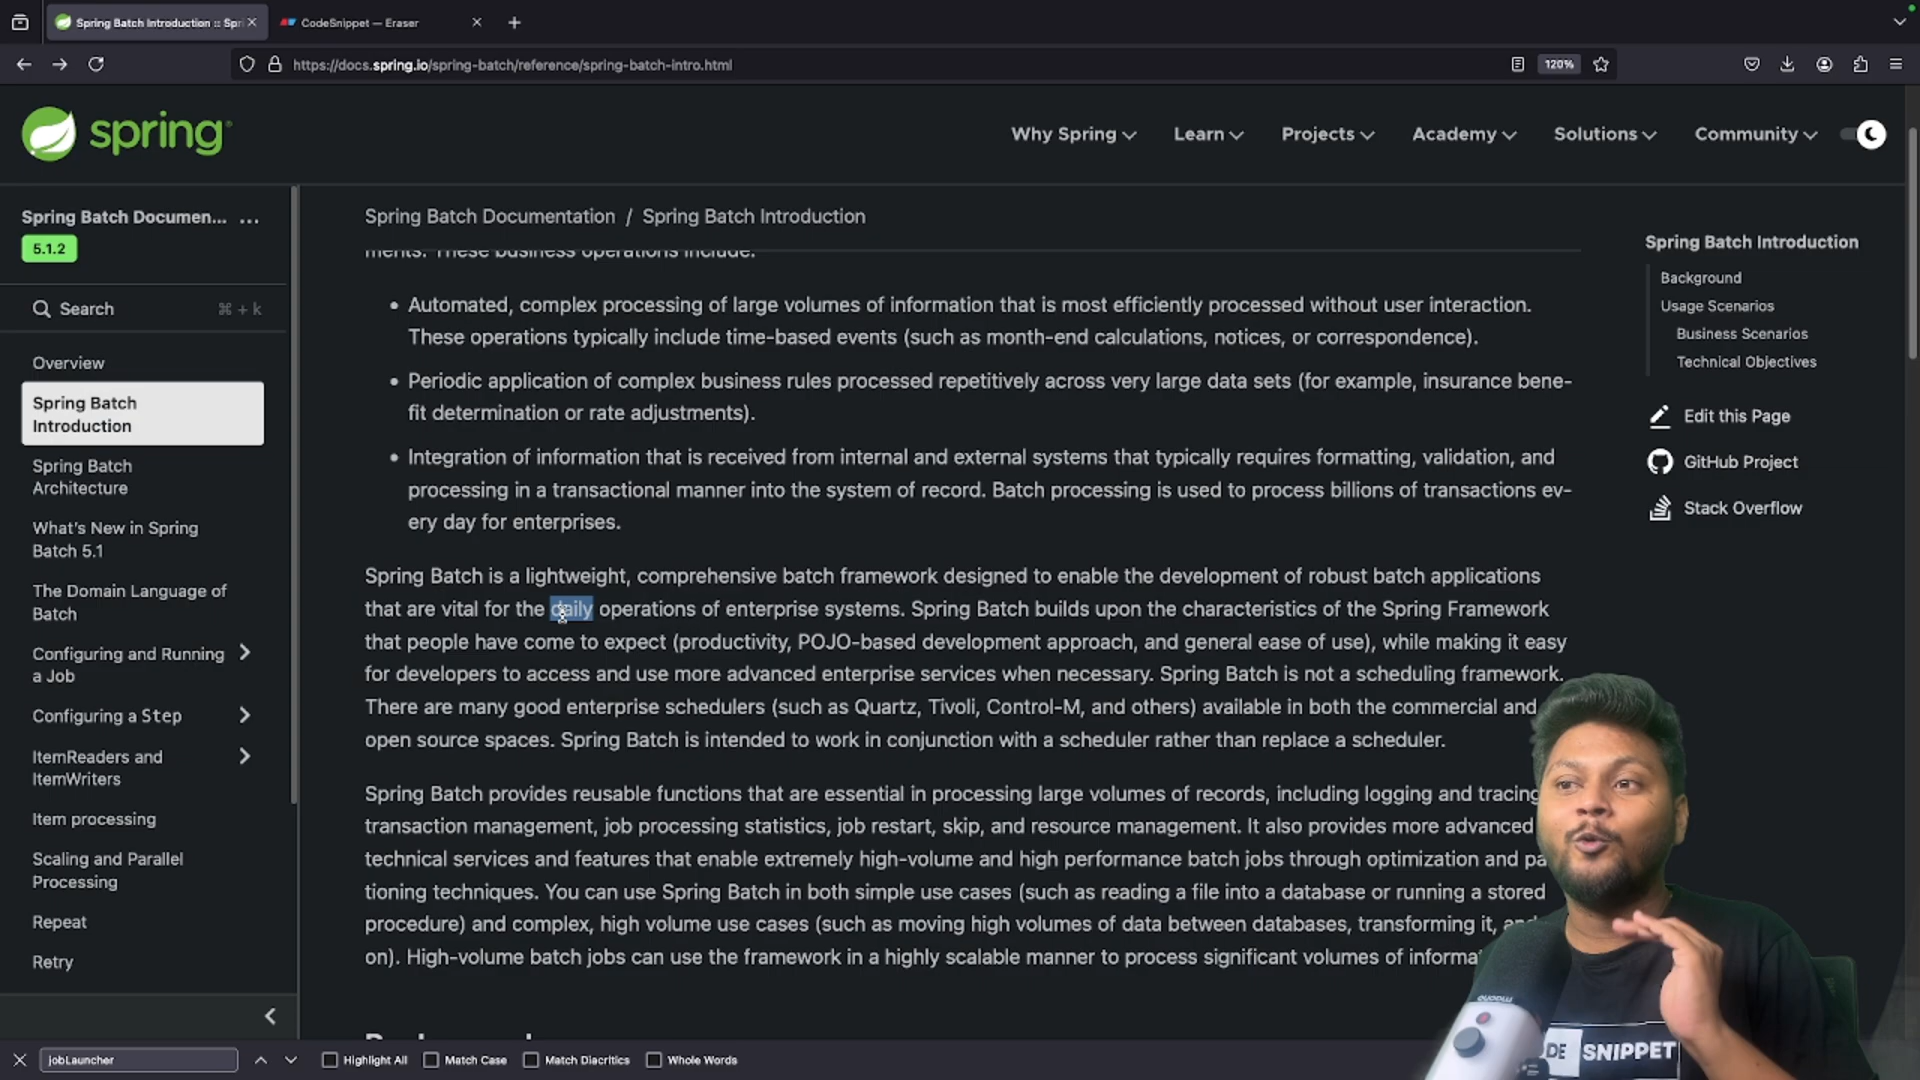 Spring Batch Introduction :: Spri
CodeSnippet — Eraser
https://docs.spring.io/spring-batch/reference/spring-batch-intro.html
120%
spring
Why Spring
Learn
Projects
Academy
Solutions
Community
Spring Batch Documen... ...
5.1.2
Search
⌘ + k
Overview
Spring Batch
Introduction
Spring Batch
Architecture
What's New in Spring
Batch 5.1
The Domain Language of
Batch
Configuring and Running
a Job
Configuring a Step
ItemReaders and
ItemWriters
Item processing
Scaling and Parallel
Processing
Repeat
Retry
Spring Batch Documentation / Spring Batch Introduction
ments. These business operations include:
• Automated, complex processing of large volumes of information that is most efficiently processed without user interaction.
These operations typically include time-based events (such as month-end calculations, notices, or correspondence).
• Periodic application of complex business rules processed repetitively across very large data sets (for example, insurance bene-
fit determination or rate adjustments).
• Integration of information that is received from internal and external systems that typically requires formatting, validation, and
processing in a transactional manner into the system of record. Batch processing is used to process billions of transactions ev-
ery day for enterprises.
Spring Batch is a lightweight, comprehensive batch framework designed to enable the development of robust batch applications
that are vital for the daily operations of enterprise systems. Spring Batch builds upon the characteristics of the Spring Framework
that people have come to expect (productivity, POJO-based development approach, and general ease of use), while making it easy
for developers to access and use more advanced enterprise services when necessary. Spring Batch is not a scheduling framework.
There are many good enterprise schedulers (such as Quartz, Tivoli, Control-M, and others) available in both the commercial and
open source spaces. Spring Batch is intended to work in conjunction with a scheduler rather than replace a scheduler.
Spring Batch provides reusable functions that are essential in processing large volumes of records, including logging and tracing
transaction management, job processing statistics, job restart, skip, and resource management. It also provides more advanced
technical services and features that enable extremely high-volume and high performance batch jobs through optimization and pa
tioning techniques. You can use Spring Batch in both simple use cases (such as reading a file into a database or running a stored
procedure) and complex, high volume use cases (such as moving high volumes of data between databases, transforming it, and
on). High-volume batch jobs can use the framework in a highly scalable manner to process significant volumes of informa
Spring Batch Introduction
Background
Usage Scenarios
Business Scenarios
Technical Objectives
Edit this Page
GitHub Project
Stack Overflow
maono
DE SNIPPET
jobLauncher
Highlight All
Match Case
Match Diacritics
Whole Words